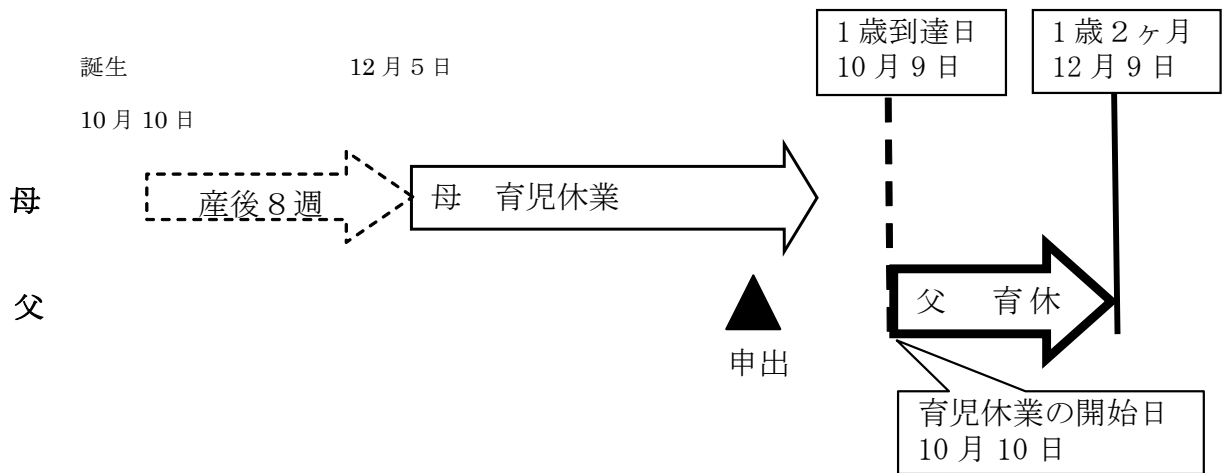 1歳到達日
10月9日
1歳2ヶ月
12月9日
誕生
12月5日
10月10日
母
産後8週
母 育児休業
父
父 育休
申出
育児休業の開始日
10月10日